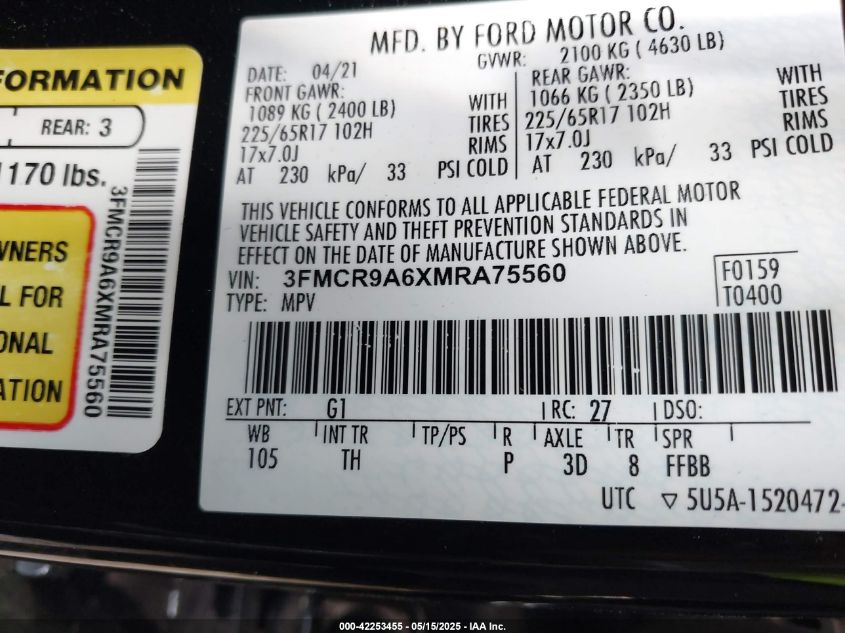 FORMATION
REAR: 3
1170 lbs.
3FMCR9A6XMRA75560
WNERS
L FOR
ONAL
ATION
MFD. BY FORD MOTOR CO.
DATE: 04/21 GVWR: 2100 KG ( 4630 LB)
FRONT GAWR: REAR GAWR:
1089 KG ( 2400 LB) WITH 1066 KG ( 2350 LB) WITH
225/65R17 102H TIRES 225/65R17 102H TIRES
17x7.0J RIMS 17x7.0J RIMS
AT 230 kPa/ 33 PSI COLD AT 230 kPa/ 33 PSI COLD
THIS VEHICLE CONFORMS TO ALL APPLICABLE FEDERAL MOTOR
VEHICLE SAFETY AND THEFT PREVENTION STANDARDS IN
EFFECT ON THE DATE OF MANUFACTURE SHOWN ABOVE.
VIN: 3FMCR9A6XMRA75560 F0159
TYPE: MPV T0400
EXT PNT: G1 RC: 27 DSO:
WB INT TR TP/PS R AXLE TR SPR
105 TH P 3D 8 FFBB
UTC ▽ 5U5A-1520472-
000-42253455 - 05/15/2025 - IAA Inc.